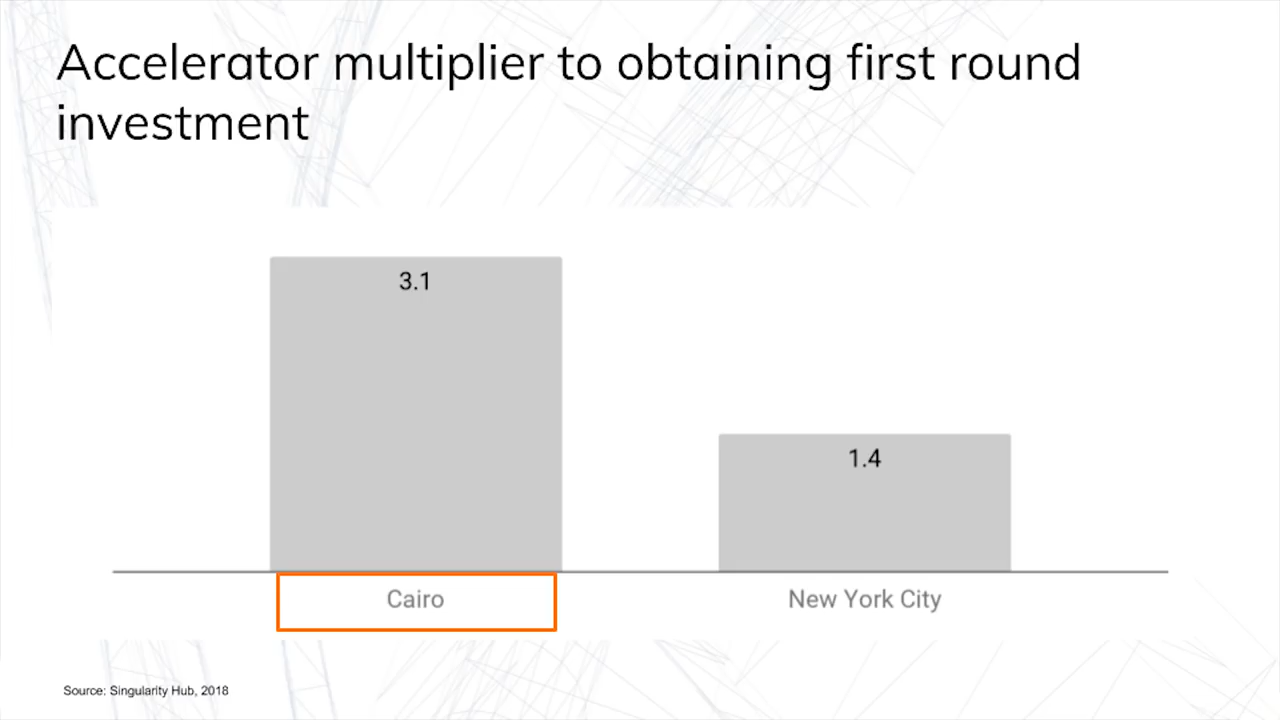 Accelerator multiplier to obtaining first round
investment
3.1
1.4
Cairo
New York City
Source: Singularity Hub, 2018